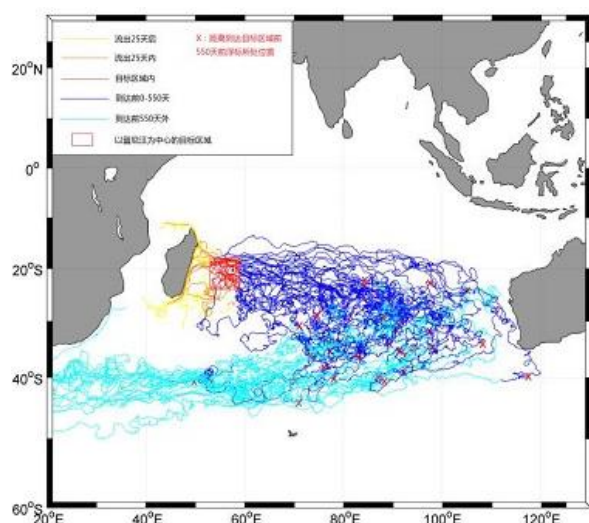 流出25天后
流出25天内
目标区域内
到达前0-550天
到达前550天外
以留尼汪为中心的目标区域
X：距离到达目标区域前
550天前浮标所处位置
20°N
0°
20°S
40°S
60°S
20°E
40°E
60°E
80°E
100°E
120°E